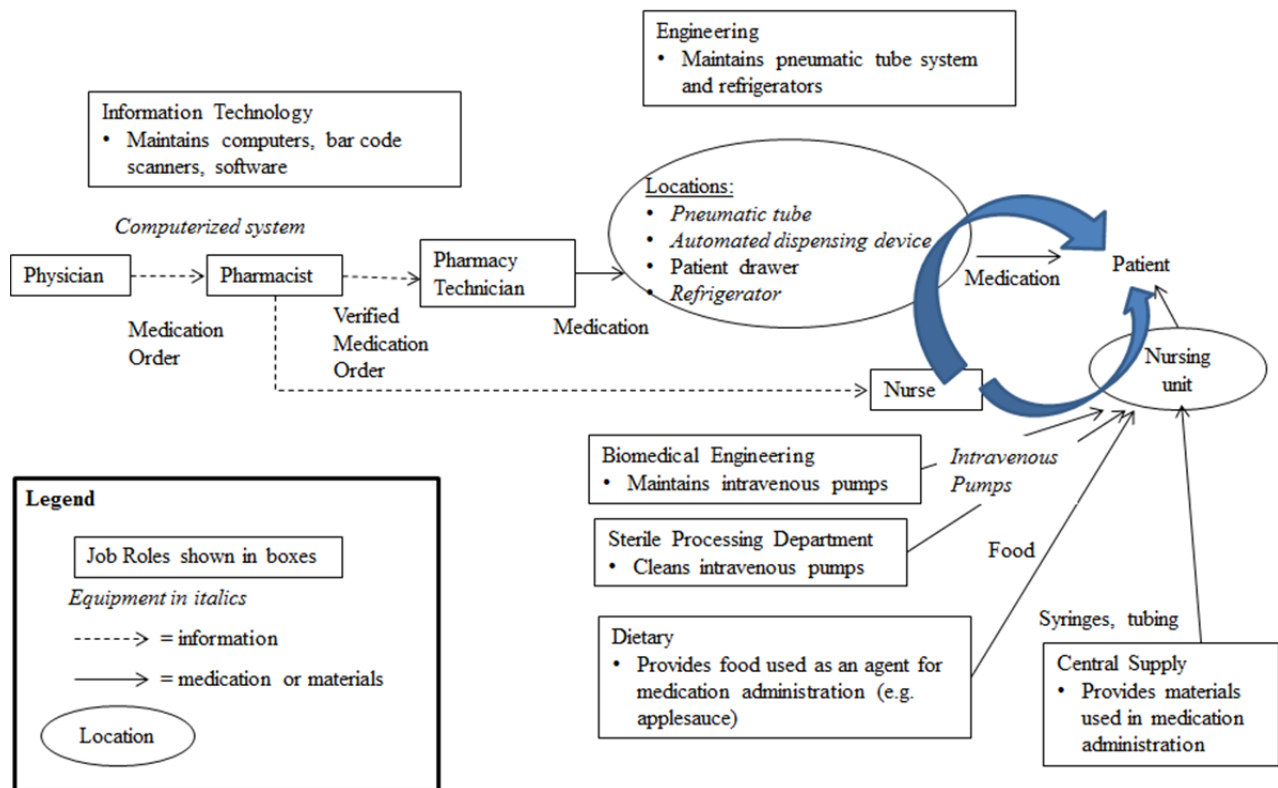 Engineering
• Maintains pneumatic tube system
and refrigerators
Information Technology
• Maintains computers, bar code
scanners, software
Locations:
• Pneumatic tube
• Automated dispensing device
• Patient drawer
• Refrigerator
Computerized system
Physician
Pharmacist
Pharmacy
Technician
Medication
Order
Verified
Medication
Order
Medication
Medication
Patient
Nurse
Nursing
unit
Biomedical Engineering
• Maintains intravenous pumps
Intravenous
Pumps
Sterile Processing Department
• Cleans intravenous pumps
Food
Dietary
• Provides food used as an agent for
medication administration (e.g.
applesauce)
Syringes, tubing
Central Supply
• Provides materials
used in medication
administration
Legend
Job Roles shown in boxes
Equipment in italics
= information
= medication or materials
Location